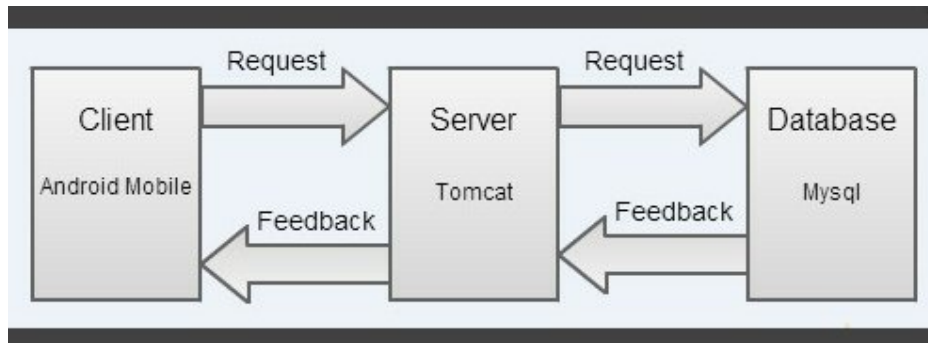 Request
Request
Client
Server
Database
Android Mobile
Tomcat
Mysql
Feedback
Feedback